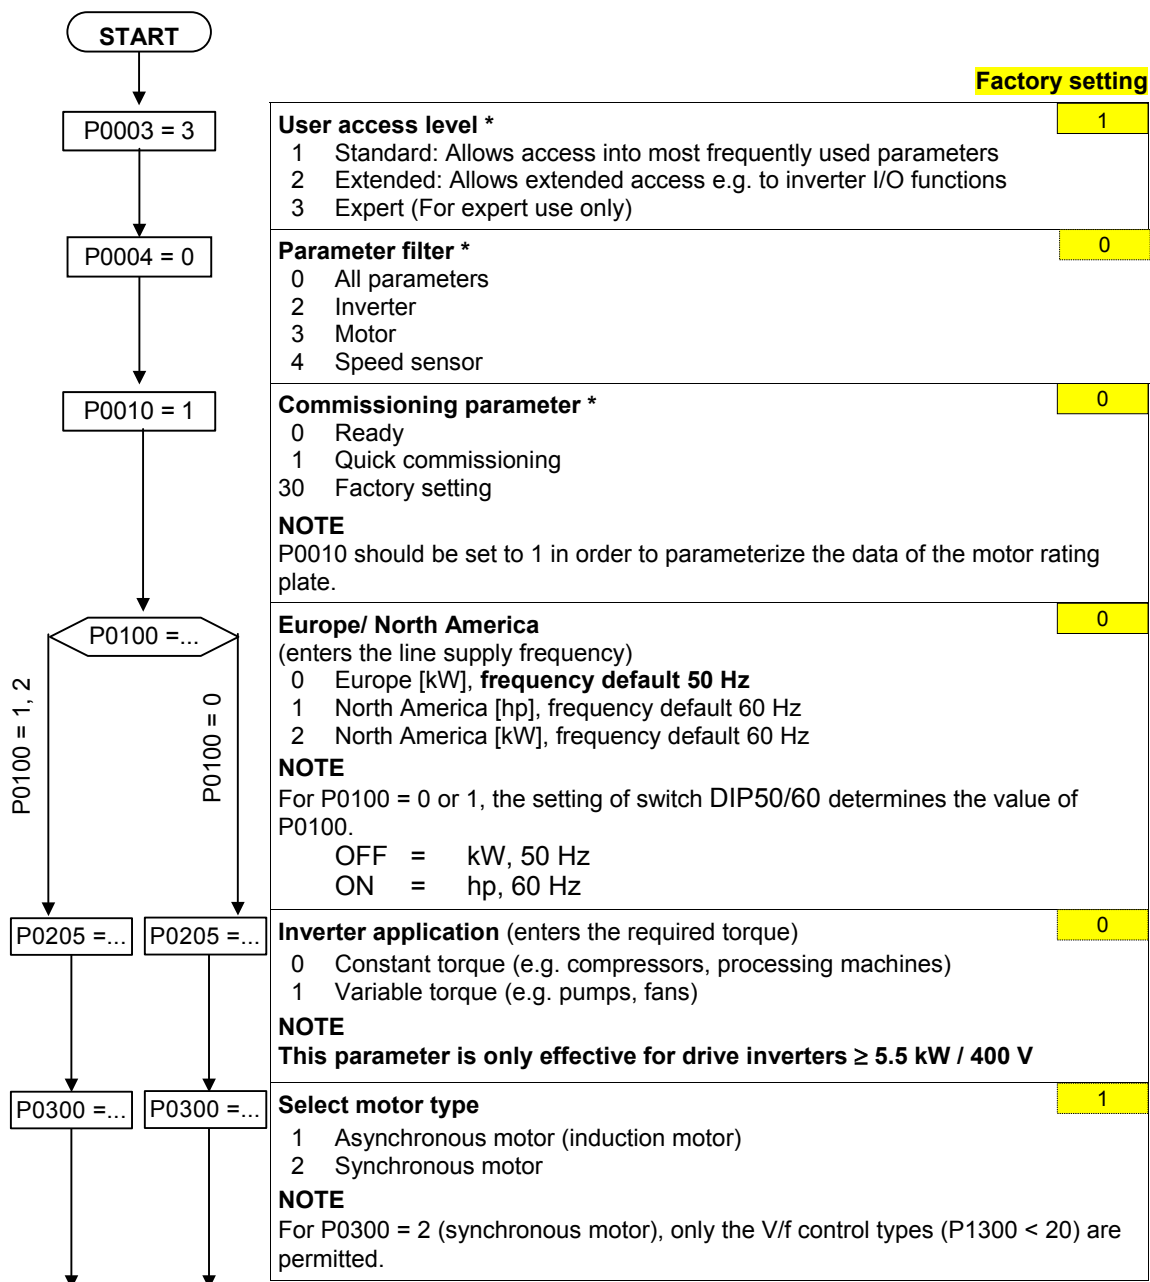 START
Factory setting
P0003 = 3
User access level *
1
1 Standard: Allows access into most frequently used parameters
2 Extended: Allows extended access e.g. to inverter I/O functions
3 Expert (For expert use only)
P0004 = 0
Parameter filter *
0
0 All parameters
2 Inverter
3 Motor
4 Speed sensor
P0010 = 1
Commissioning parameter *
0
0 Ready
1 Quick commissioning
30 Factory setting
NOTE
P0010 should be set to 1 in order to parameterize the data of the motor rating
plate.
P0100 =...
P0100 = 1, 2
P0100 = 0
Europe/ North America
0
(enters the line supply frequency)
0 Europe [kW], frequency default 50 Hz
1 North America [hp], frequency default 60 Hz
2 North America [kW], frequency default 60 Hz
NOTE
For P0100 = 0 or 1, the setting of switch DIP50/60 determines the value of
P0100.
OFF = kW, 50 Hz
ON = hp, 60 Hz
P0205 =...
P0205 =...
Inverter application (enters the required torque)
0
0 Constant torque (e.g. compressors, processing machines)
1 Variable torque (e.g. pumps, fans)
NOTE
This parameter is only effective for drive inverters ≥ 5.5 kW / 400 V
P0300 =...
P0300 =...
Select motor type
1
1 Asynchronous motor (induction motor)
2 Synchronous motor
NOTE
For P0300 = 2 (synchronous motor), only the V/f control types (P1300 < 20) are
permitted.